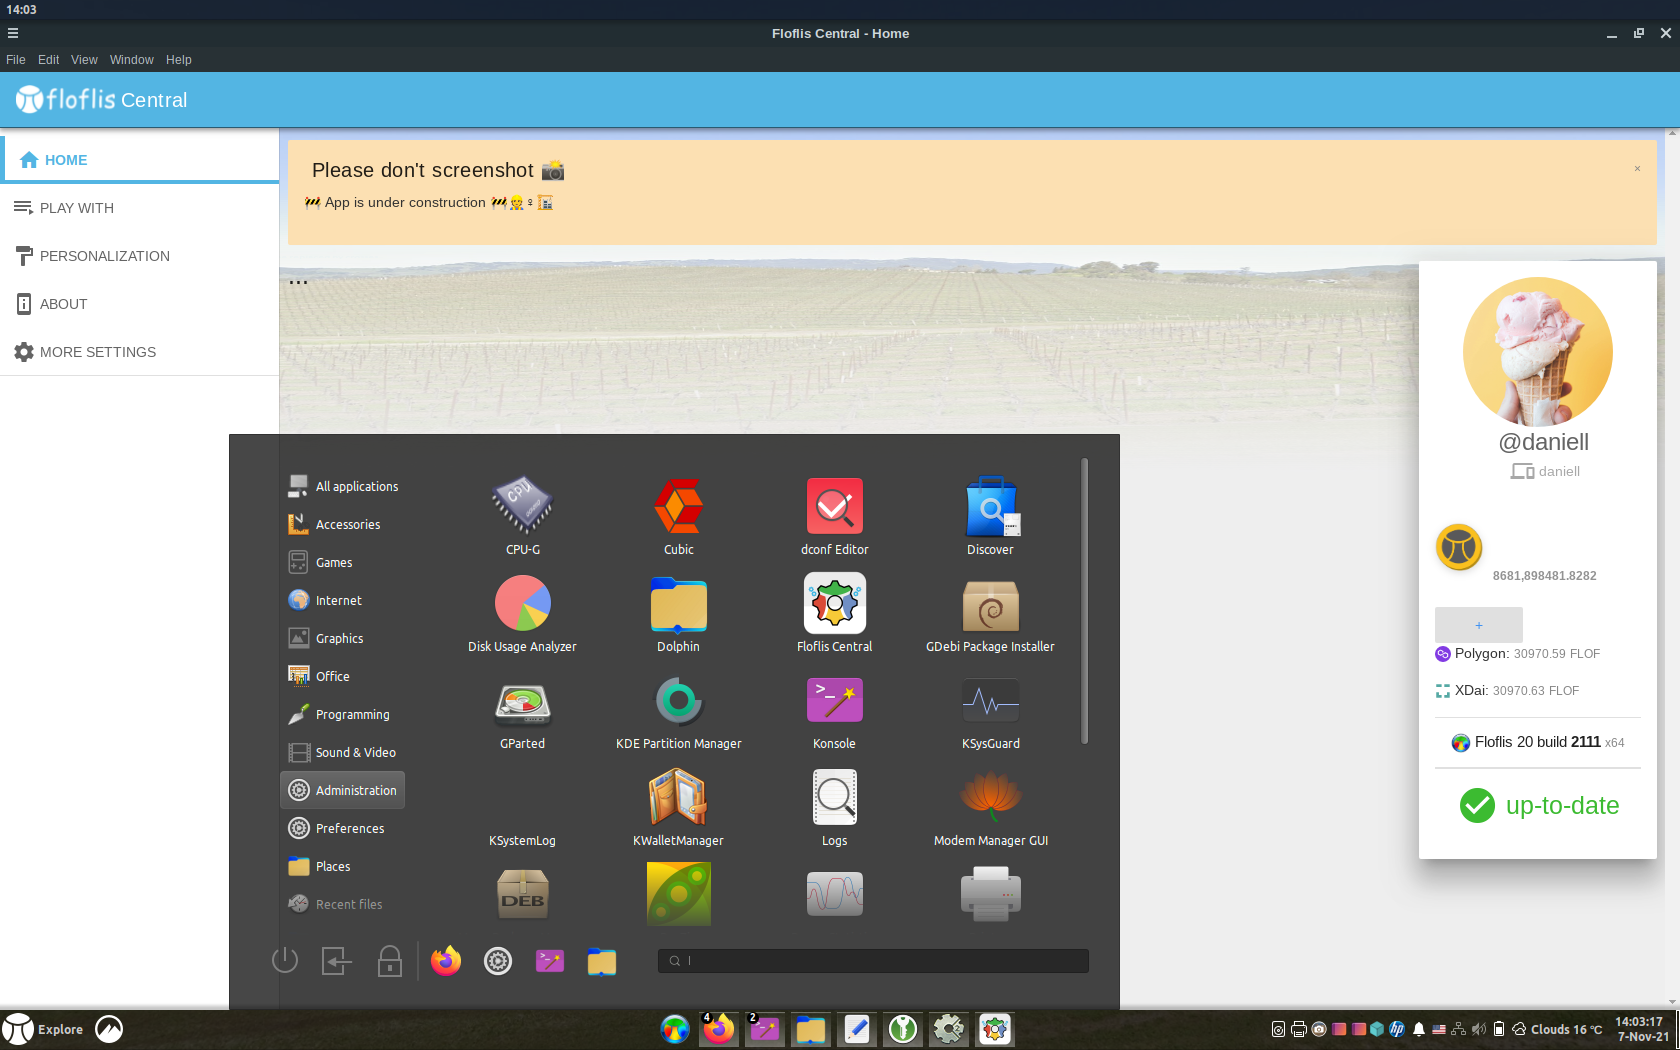 14:03
Floflis Central - Home
File Edit View Window Help
floflis Central
HOME
PLAY WITH
PERSONALIZATION
ABOUT
MORE SETTINGS
Please don't screenshot 📸
🚧 App is under construction 🚧👷♀🏗
×
...
@daniell
daniell
8681,898481.8282
+
Polygon: 30970.59 FLOF
XDai: 30970.63 FLOF
Floflis 20 build 2111 x64
up-to-date
All applications
Accessories
Games
Internet
Graphics
Office
Programming
Sound & Video
Administration
Preferences
Places
Recent files
CPU
CPU-G Cubic dconf Editor Discover
Disk Usage Analyzer Dolphin Floflis Central GDebi Package Installer
GParted KDE Partition Manager Konsole KSysGuard
KSystemLog KWalletManager Logs Modem Manager GUI
DEB
Explore
4
2
hp
Clouds 16 °C
14:03:17
7-Nov-21